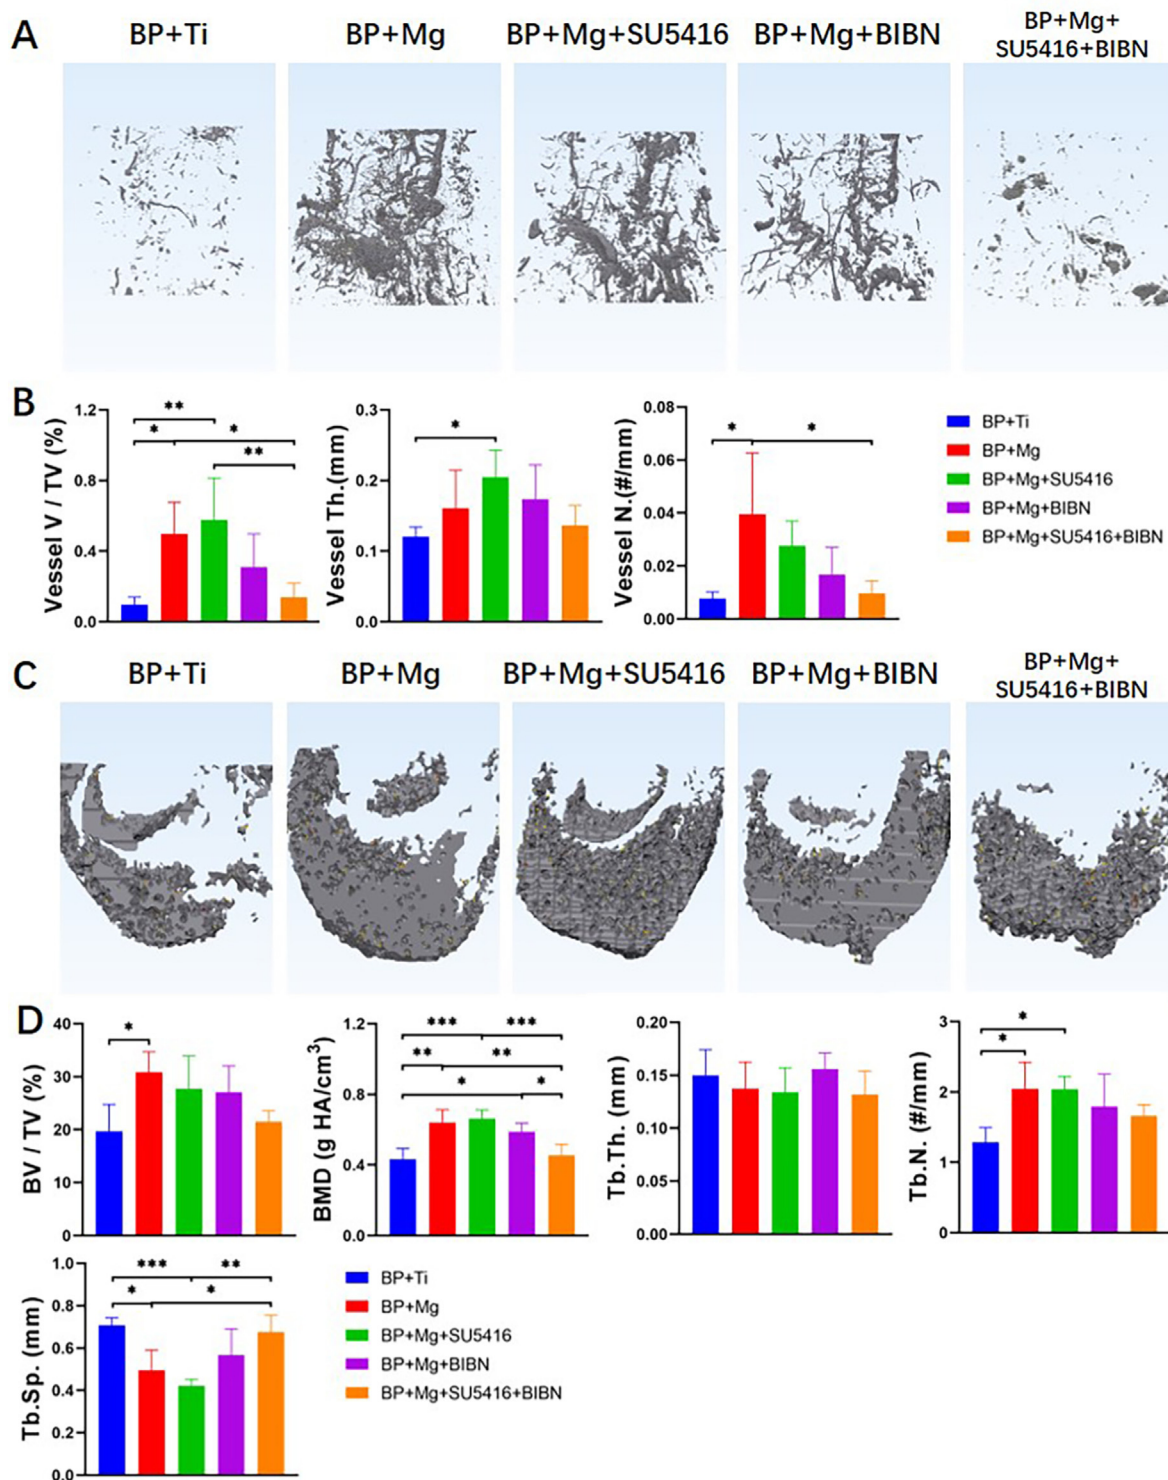 A
BP+Ti
BP+Mg
BP+Mg+SU5416
BP+Mg+BIBN
BP+Mg+
SU5416+BIBN
B
Vessel V / TV (%)
1.2
0.8
0.4
0.0
**
*
*
**
Vessel Th.(mm)
0.3
0.2
0.1
0.0
*
Vessel N.(#/mm)
0.08
0.06
0.04
0.02
0.00
*
*
BP+Ti
BP+Mg
BP+Mg+SU5416
BP+Mg+BIBN
BP+Mg+SU5416+BIBN
C
BP+Ti
BP+Mg
BP+Mg+SU5416
BP+Mg+BIBN
BP+Mg+
SU5416+BIBN
D
BV / TV (%)
40
30
20
10
0
*
BMD (g HA/cm³)
1.2
0.8
0.4
0.0
***
***
**
**
*
*
Tb.Th. (mm)
0.20
0.15
0.10
0.05
0.00
Tb.N. (#/mm)
3
2
1
0
*
*
Tb.Sp. (mm)
1.0
0.8
0.6
0.4
0.2
0.0
***
**
*
*
BP+Ti
BP+Mg
BP+Mg+SU5416
BP+Mg+BIBN
BP+Mg+SU5416+BIBN